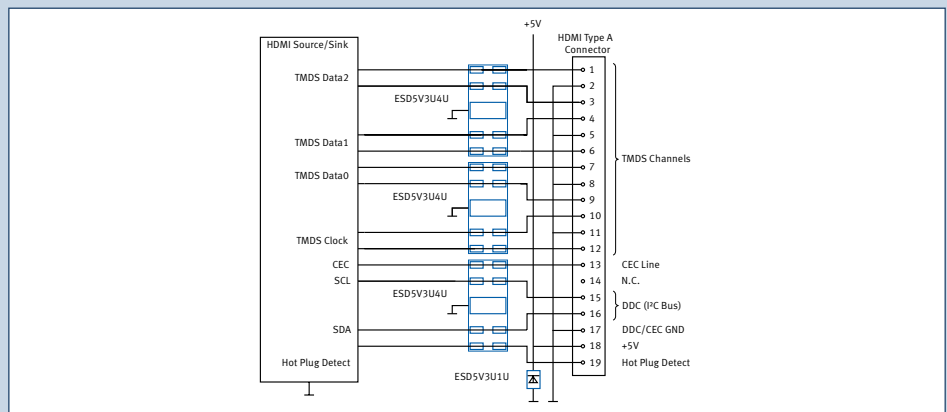 +5V
HDMI Source/Sink
HDMI Type A
Connector
TMDS Data2
ESD5V3U4U
TMDS Data1
TMDS Data0
ESD5V3U4U
TMDS Clock
CEC
SCL
ESD5V3U4U
SDA
Hot Plug Detect
ESD5V3U1U
1
2
3
4
5
6
7
8
9
10
11
12
13
14
15
16
17
18
19
TMDS Channels
CEC Line
N.C.
DDC (I²C Bus)
DDC/CEC GND
+5V
Hot Plug Detect